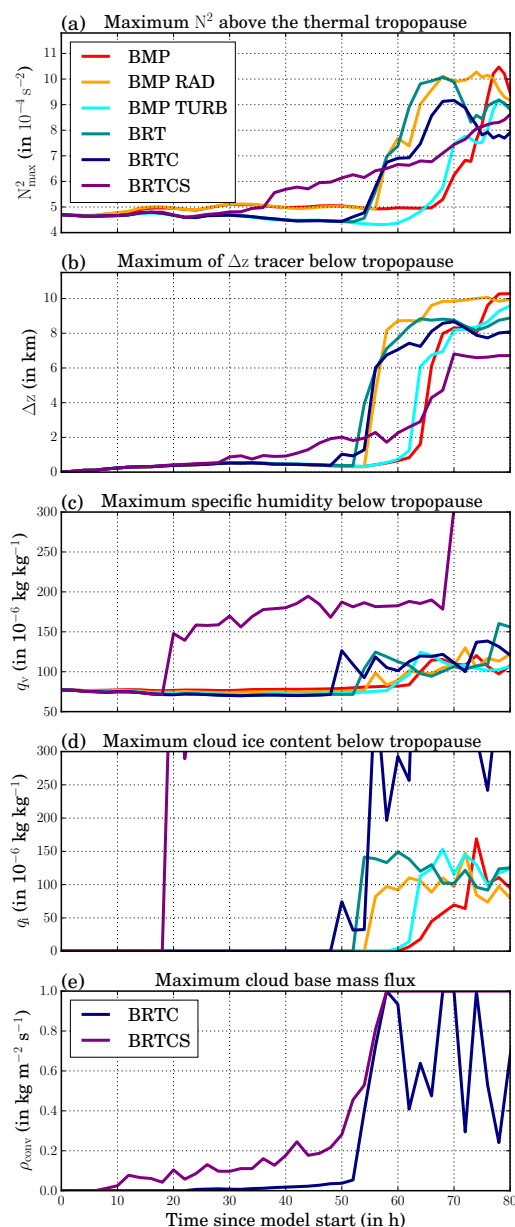 (a) Maximum N² above the thermal tropopause
N²max (in 10⁻⁴ s⁻²)
11
10
9
8
7
6
5
4
BMP
BMP RAD
BMP TURB
BRT
BRTC
BRTCS
(b) Maximum of Δz tracer below tropopause
Δz (in km)
10
8
6
4
2
0
(c) Maximum specific humidity below tropopause
qv (in 10⁻⁶ kg kg⁻¹)
300
250
200
150
100
50
(d) Maximum cloud ice content below tropopause
qi (in 10⁻⁶ kg kg⁻¹)
300
250
200
150
100
50
0
(e) Maximum cloud base mass flux
ρconv (in kg m⁻² s⁻¹)
1.0
0.8
0.6
0.4
0.2
0.0
BRTC
BRTCS
0 10 20 30 40 50 60 70 80
Time since model start (in h)